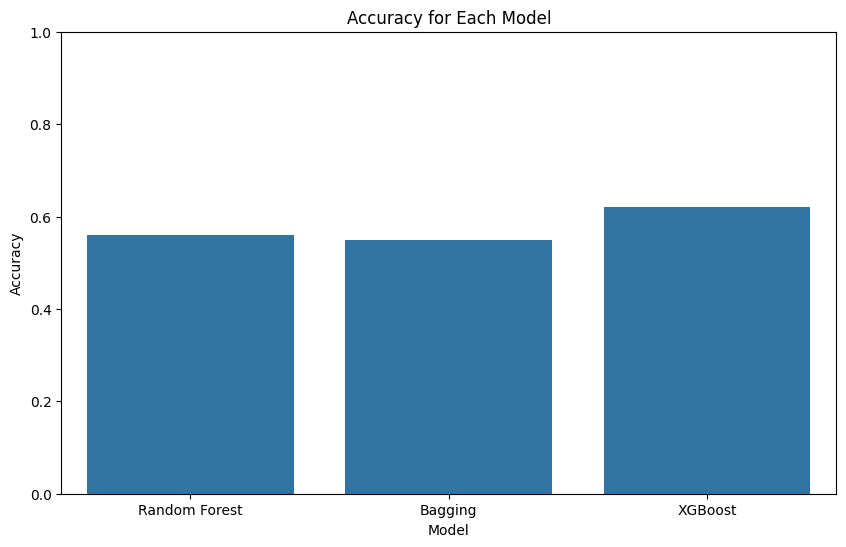 Accuracy for Each Model
1.0
0.8
0.6
0.4
0.2
0.0
Accuracy
Random Forest
Bagging
XGBoost
Model